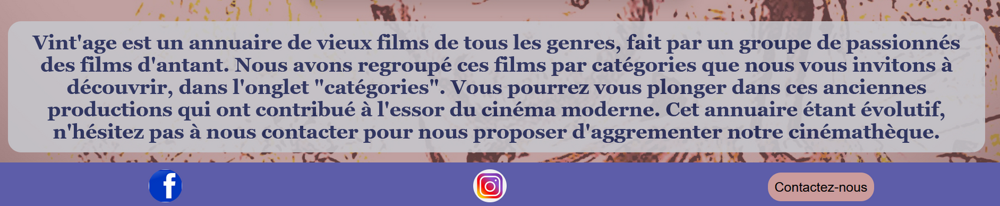 Vint'age est un annuaire de vieux films de tous les genres, fait par un groupe de passionnés
des films d'antant. Nous avons regroupé ces films par catégories que nous vous invitons à
découvrir, dans l'onglet "catégories". Vous pourrez vous plonger dans ces anciennes
productions qui ont contribué à l'essor du cinéma moderne. Cet annuaire étant évolutif,
n'hésitez pas à nous contacter pour nous proposer d'aggrementer notre cinémathèque.
Contactez-nous